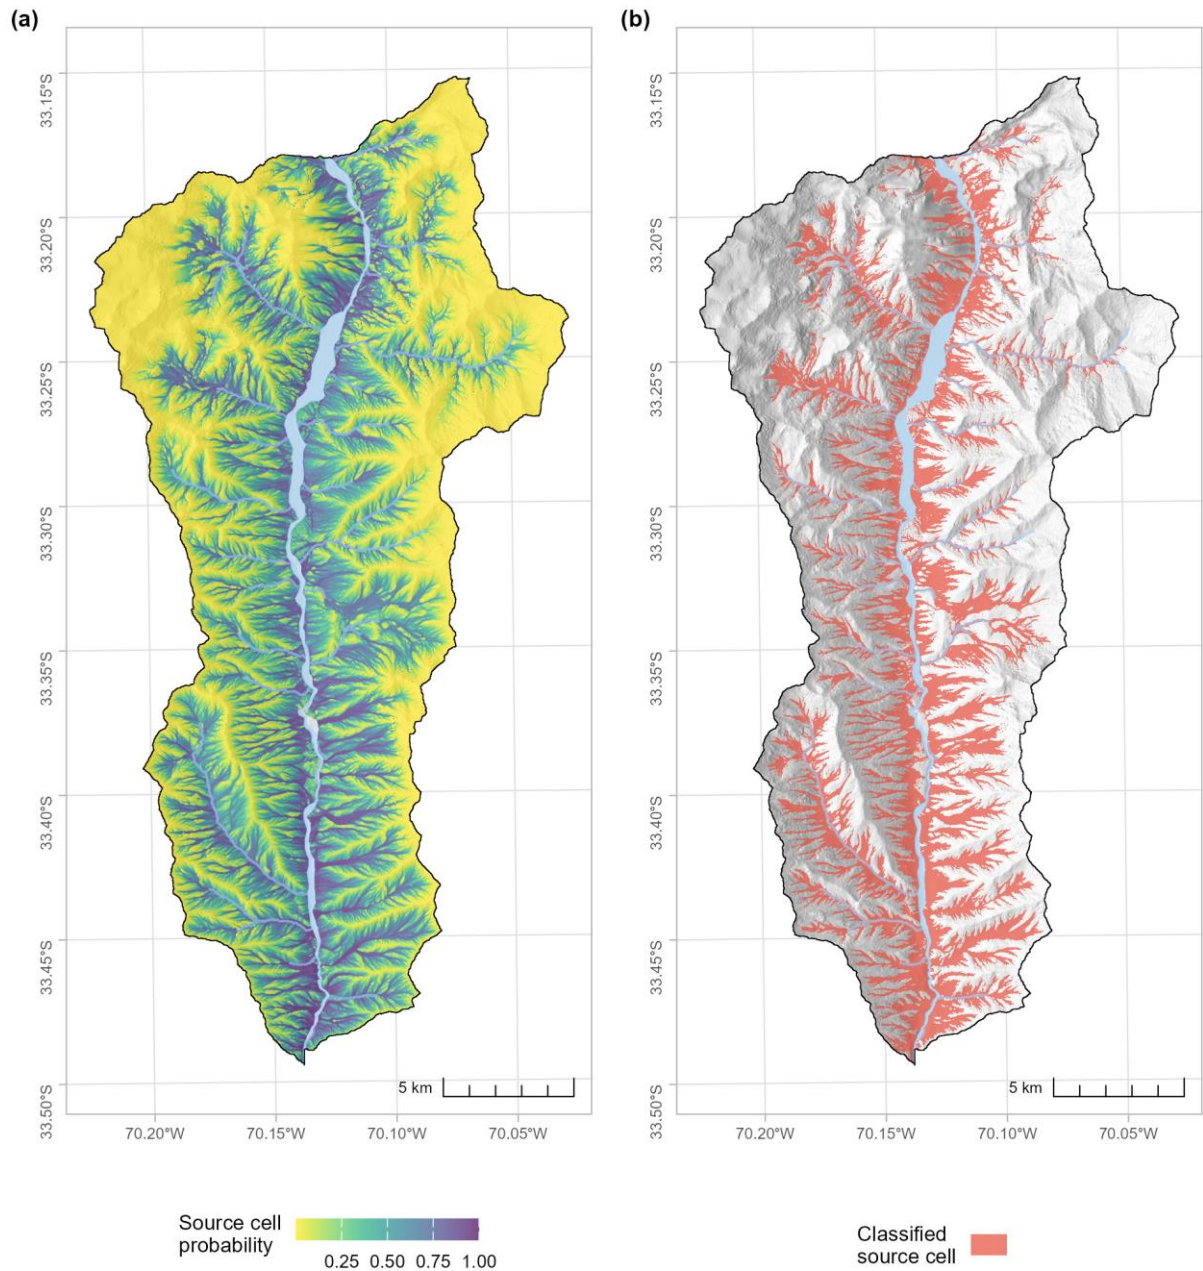 (a)
(b)
33.15°S
33.20°S
33.25°S
33.30°S
33.35°S
33.40°S
33.45°S
33.50°S
5 km
70.20°W 70.15°W 70.10°W 70.05°W
33.15°S
33.20°S
33.25°S
33.30°S
33.35°S
33.40°S
33.45°S
33.50°S
5 km
70.20°W 70.15°W 70.10°W 70.05°W
Source cell
probability
0.25 0.50 0.75 1.00
Classified
source cell